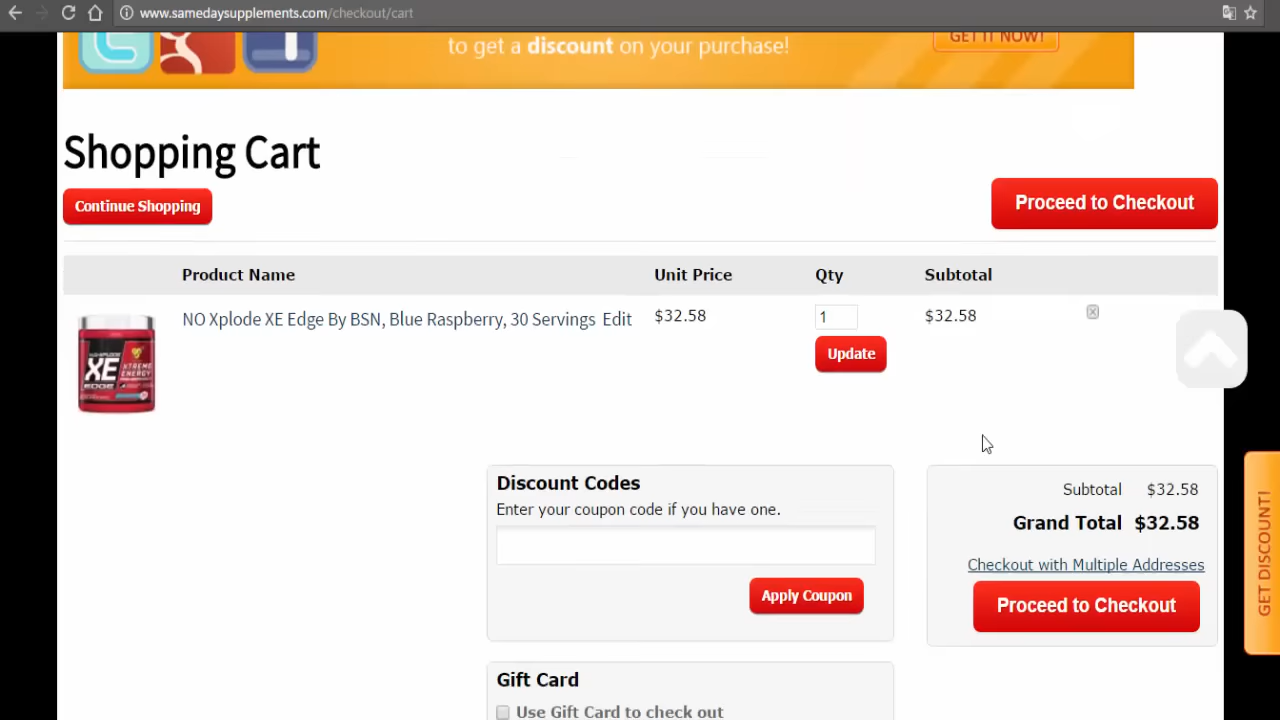 www.samedaysupplements.com/checkout/cart
to get a discount on your purchase!
GET IT NOW!
Shopping Cart
Continue Shopping
Proceed to Checkout
Product Name Unit Price Qty Subtotal
NO Xplode XE Edge By BSN, Blue Raspberry, 30 Servings Edit $32.58 1 $32.58
Update
XE
EDGE
XTREME
ENERGY
Discount Codes
Enter your coupon code if you have one.
Apply Coupon
Subtotal $32.58
Grand Total $32.58
Checkout with Multiple Addresses
Proceed to Checkout
GET DISCOUNT!
Gift Card
Use Gift Card to check out